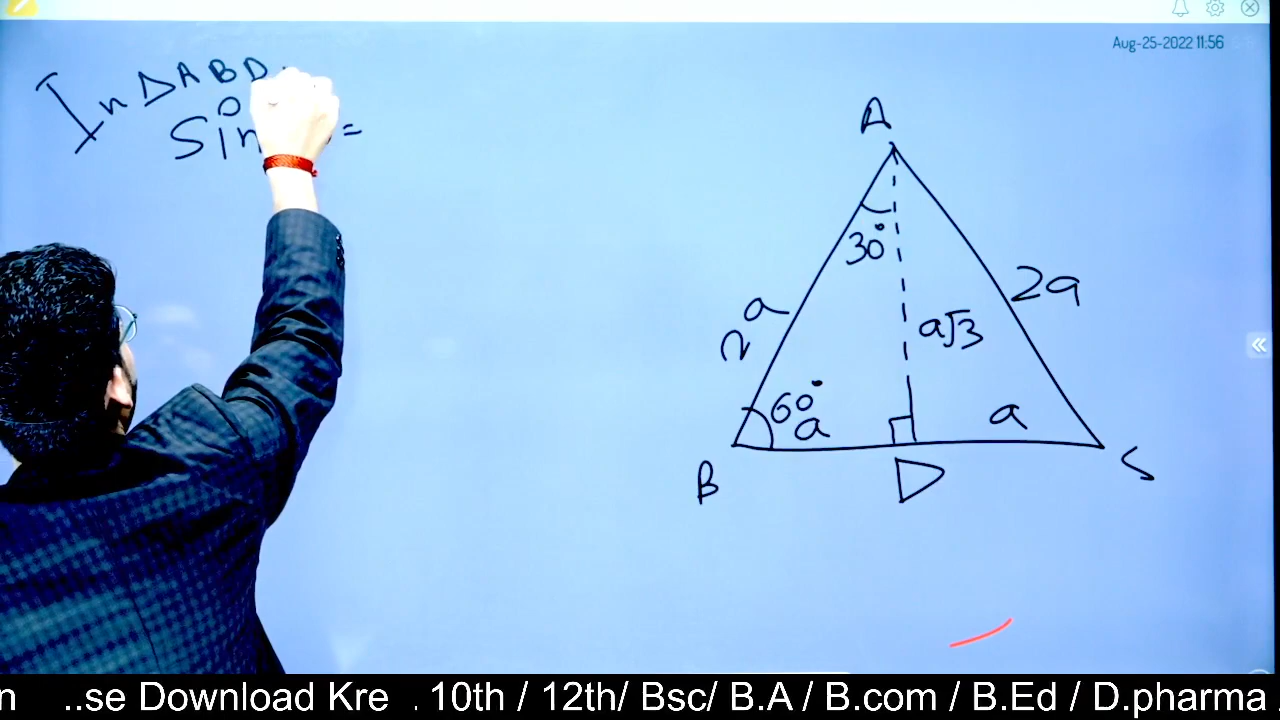 Aug-25-2022 11:56
In ΔABD
Sin =
A
30°
2a
2a
a√3
60°
a
a
B
D
n ..se Download Kre . 10th / 12th/ Bsc/ B.A / B.com / B.Ed / D.pharma